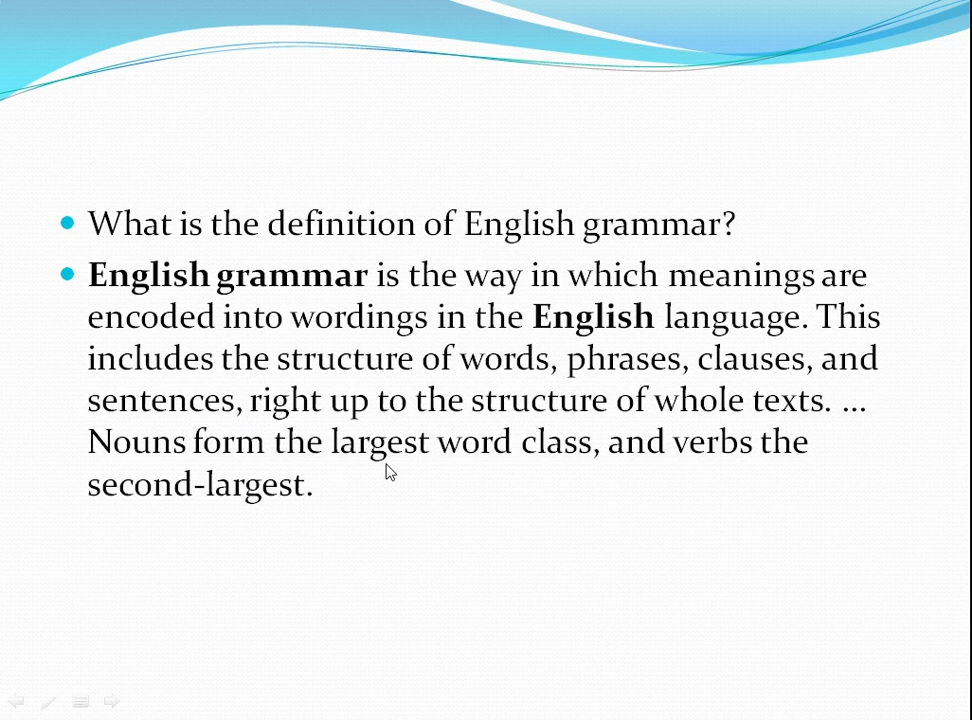 What is the definition of English grammar?
English grammar is the way in which meanings are
encoded into wordings in the English language. This
includes the structure of words, phrases, clauses, and
sentences, right up to the structure of whole texts. ...
Nouns form the largest word class, and verbs the
second-largest.